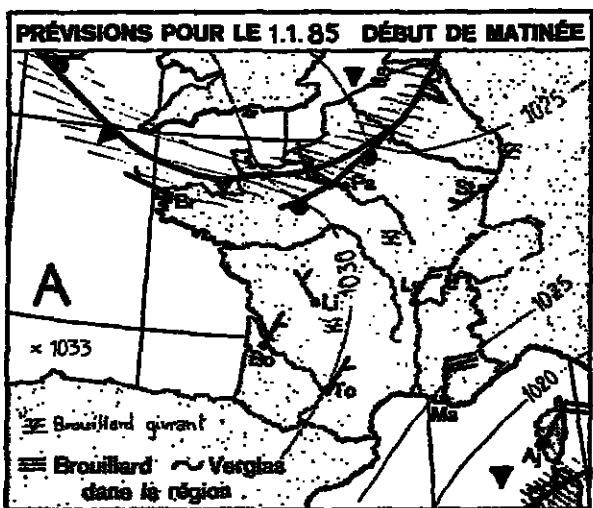 PRÉVISIONS POUR LE 1.1.85 DÉBUT DE MATINÉE
1025
Br
Pa
St
1030
A
Li
Ly
1025
× 1033
Bo
To
1020
Ma
Brouillard givrant
Brouillard Verglas
dans la région